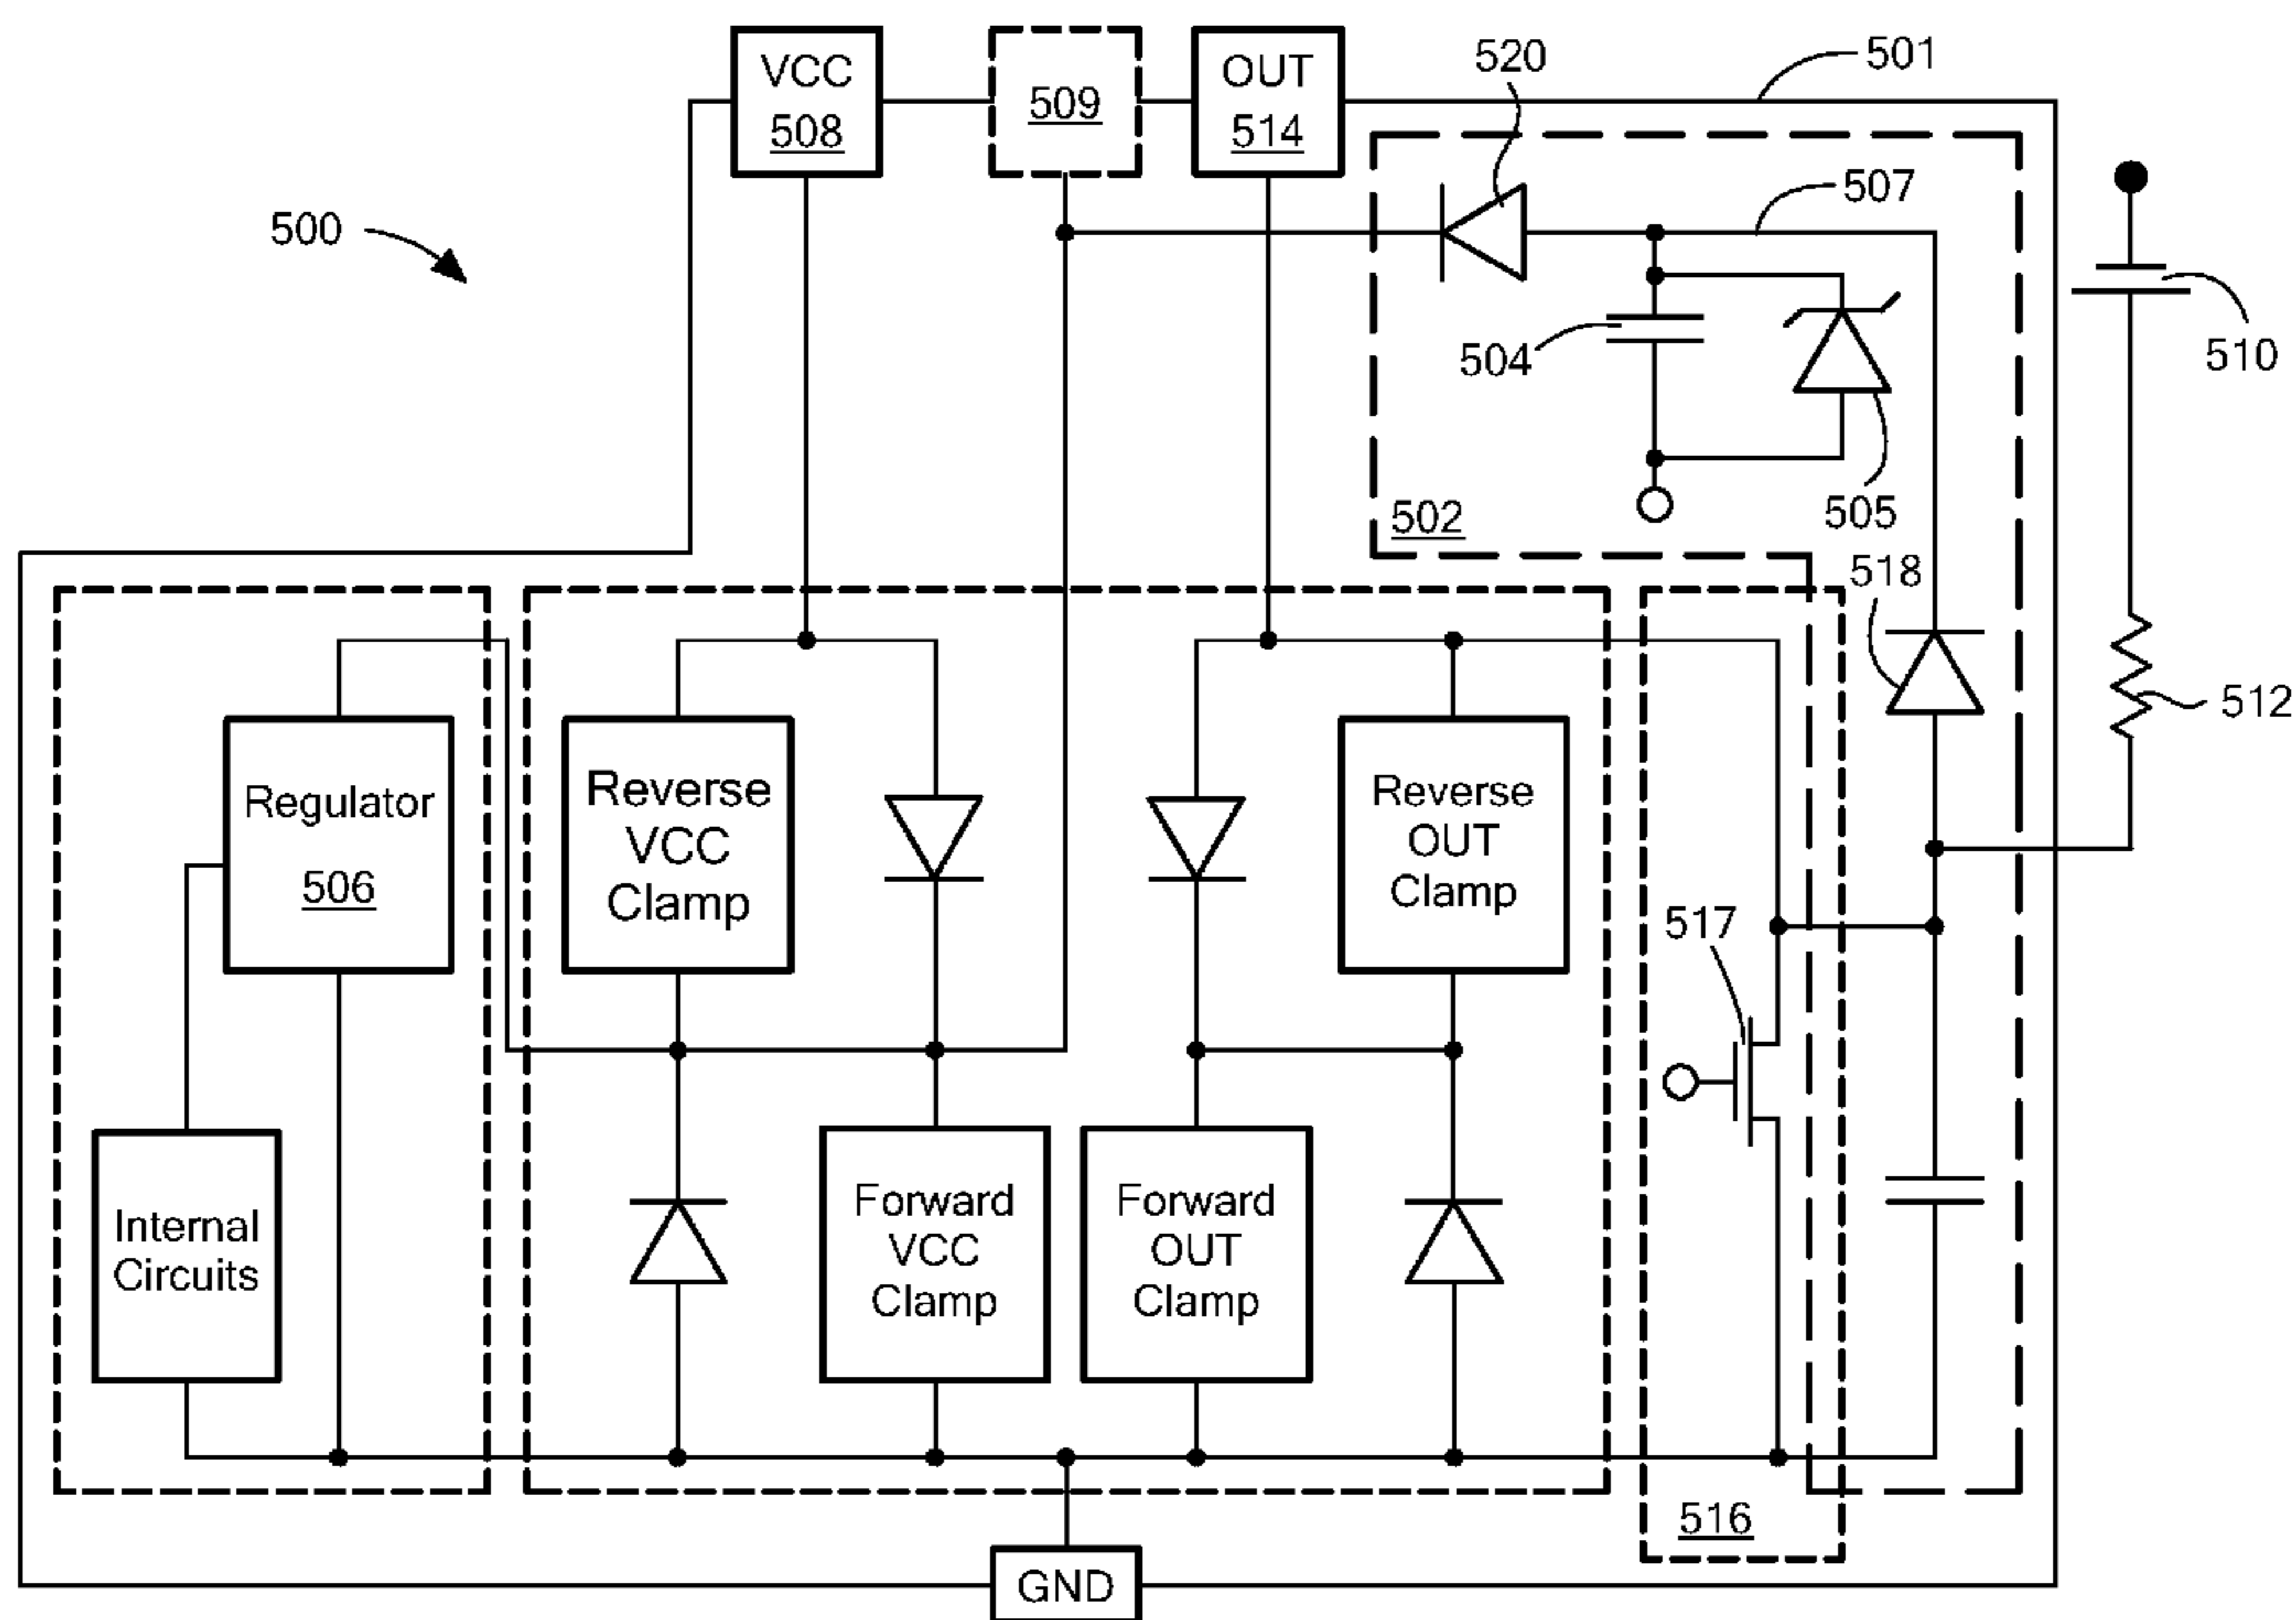 VCC
508
509
OUT
514
520
501
507
500
504
510
505
502
518
512
Regulator
506
Reverse
VCC
Clamp
Reverse
OUT
Clamp
517
Internal
Circuits
Forward
VCC
Clamp
Forward
OUT
Clamp
516
GND